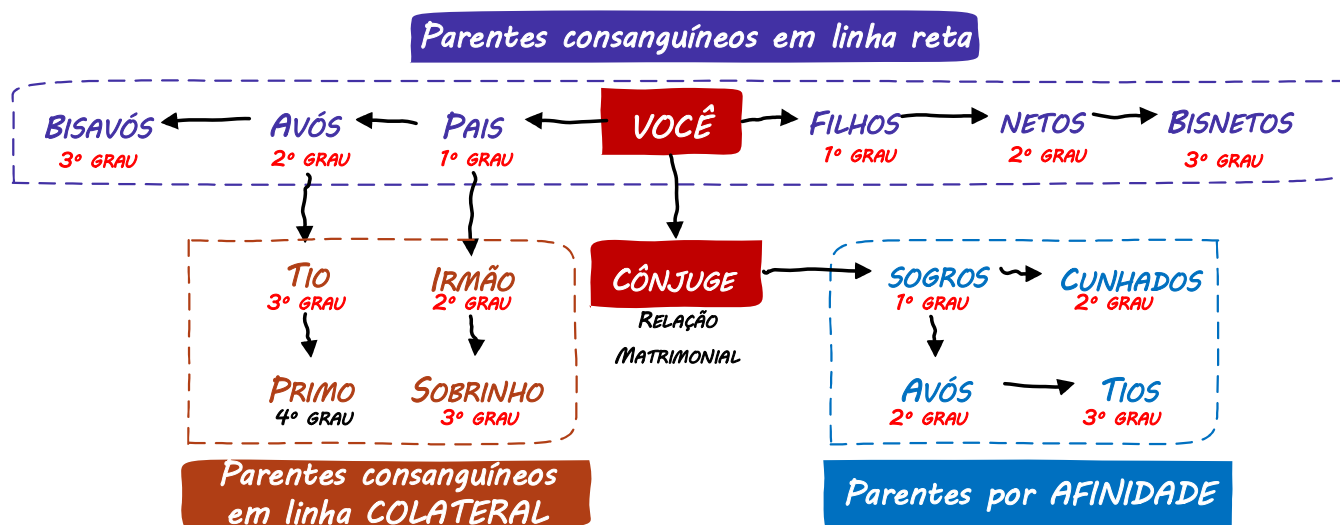 Parentes consanguíneos em linha reta
BISAVÓS
3º GRAU
AVÓS
2º GRAU
PAIS
1º GRAU
VOCÊ
FILHOS
1º GRAU
NETOS
2º GRAU
BISNETOS
3º GRAU
TIO
3º GRAU
IRMÃO
2º GRAU
PRIMO
4º GRAU
SOBRINHO
3º GRAU
Parentes consanguíneos
em linha COLATERAL
CÔNJUGE
RELAÇÃO
MATRIMONIAL
SOGROS
1º GRAU
CUNHADOS
2º GRAU
AVÓS
2º GRAU
TIOS
3º GRAU
Parentes por AFINIDADE